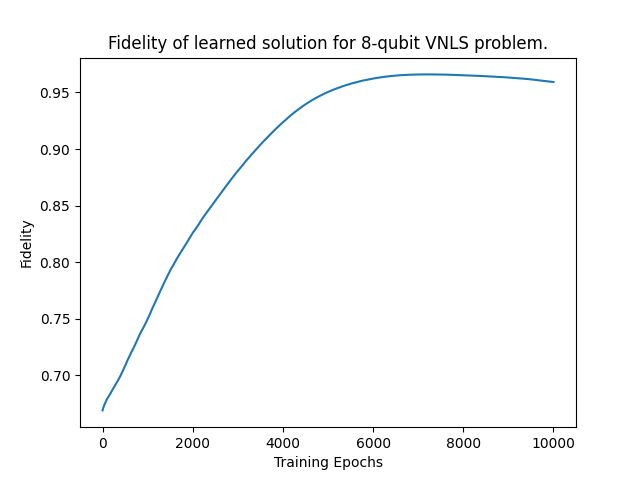 Fidelity of learned solution for 8-qubit VNLS problem.
0.95
0.90
0.85
0.80
0.75
0.70
Fidelity
0 2000 4000 6000 8000 10000
Training Epochs